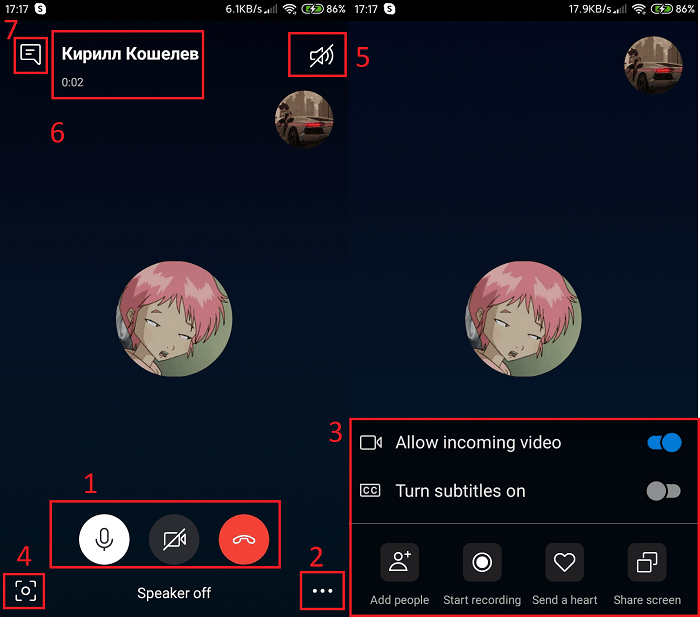 17:17 S 6.1KB/s 86%
17:17 S 17.9KB/s 86%
7
Кирилл Кошелев
0:02
5
6
3
Allow incoming video
CC Turn subtitles on
1
4
2
Speaker off
Add people Start recording Send a heart Share screen